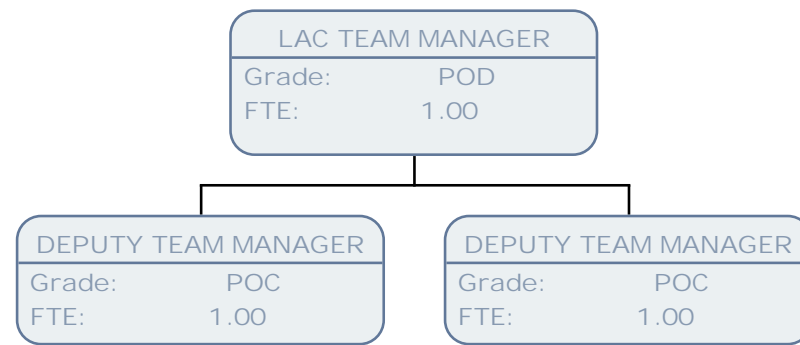 LAC TEAM MANAGER
Grade: POD
FTE: 1.00
DEPUTY TEAM MANAGER
Grade: POC
FTE: 1.00
DEPUTY TEAM MANAGER
Grade: POC
FTE: 1.00